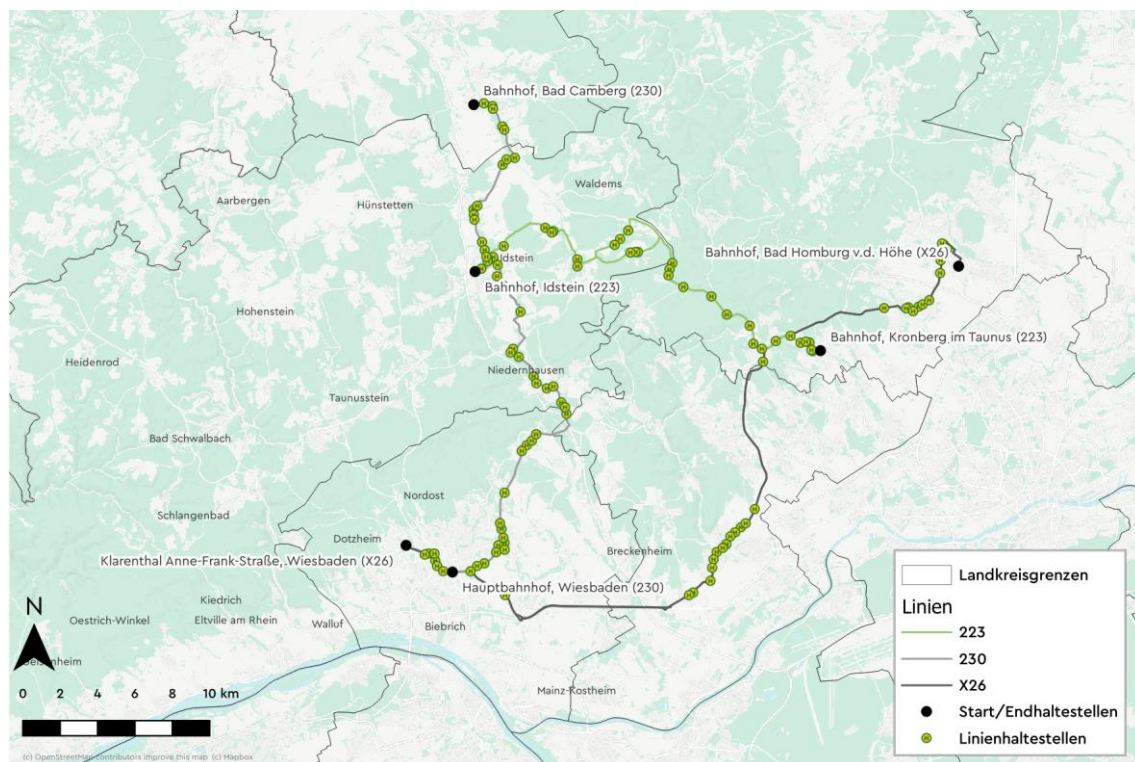 Bahnhof, Bad Camberg (230)
Waldems
Aarbergen
Hünstetten
Bahnhof, Bad Homburg v.d. Höhe (X26)
Idstein
Bahnhof, Idstein (223)
Hohenstein
Bahnhof, Kronberg im Taunus (223)
Heidenrod
Niedernhausen
Taunusstein
Bad Schwalbach
Nordost
Schlangenbad
Dotzheim
Breckenheim
Klarenthal Anne-Frank-Straße, Wiesbaden (X26)
Hauptbahnhof, Wiesbaden (230)
Kiedrich
Oestrich-Winkel
Eltville am Rhein
Walluf
Biebrich
Mainz-Kostheim
N
0 2 4 6 8 10 km
Landkreisgrenzen
Linien
223
230
X26
Start/Endhaltestellen
H Linienhaltestellen
(c) OpenStreetMap contributors improve this map (c) Mapbox